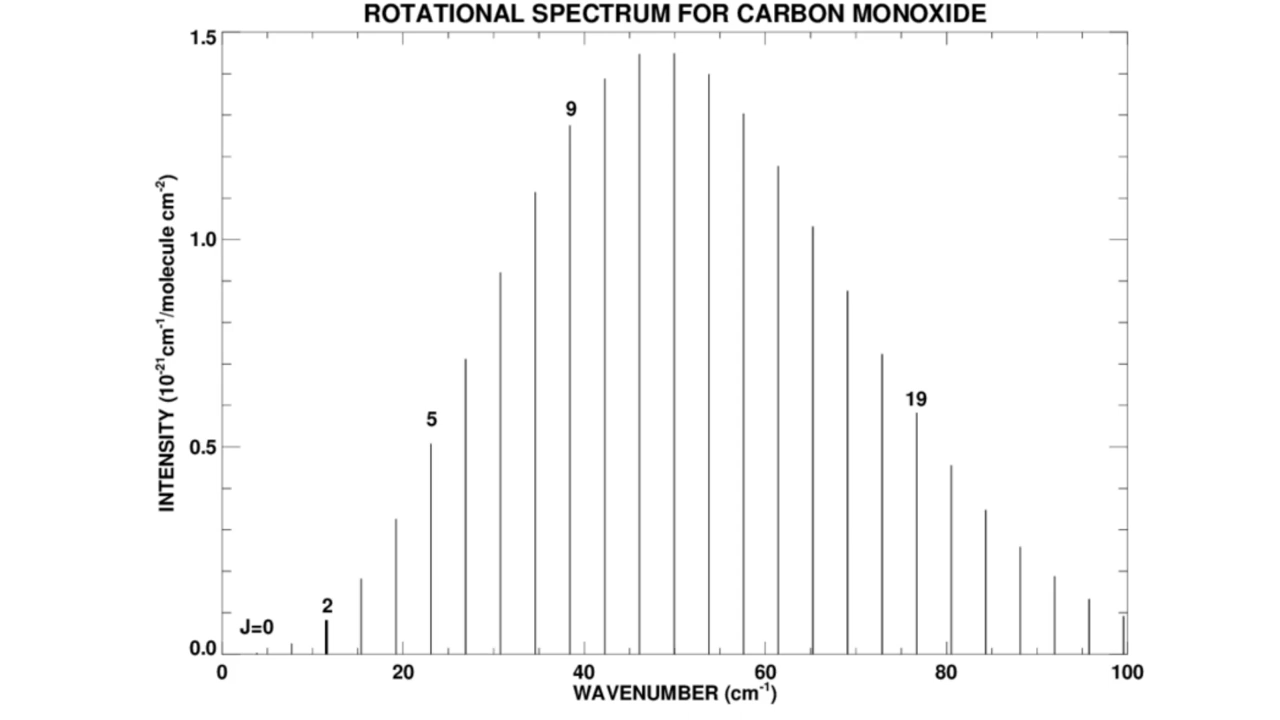 ROTATIONAL SPECTRUM FOR CARBON MONOXIDE
1.5
1.0
0.5
0.0
INTENSITY (10⁻²¹cm⁻¹/molecule cm⁻²)
J=0
2
5
9
19
0 20 40 60 80 100
WAVENUMBER (cm⁻¹)